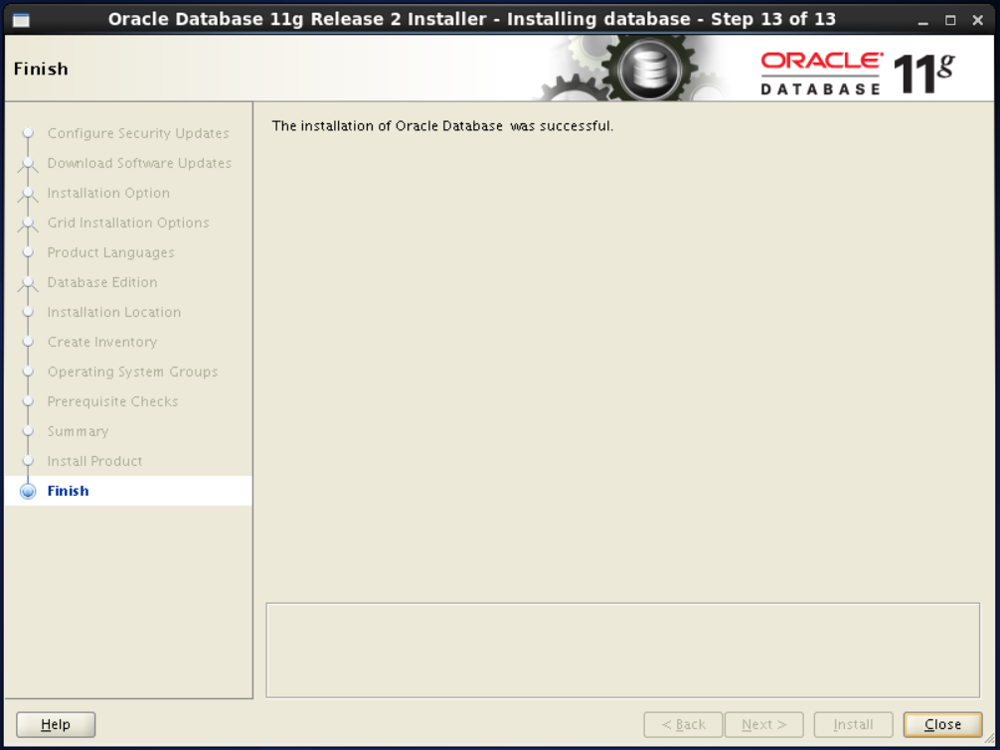 Oracle Database 11g Release 2 Installer - Installing database - Step 13 of 13
Finish
ORACLE
DATABASE
11g
Configure Security Updates
Download Software Updates
Installation Option
Grid Installation Options
Product Languages
Database Edition
Installation Location
Create Inventory
Operating System Groups
Prerequisite Checks
Summary
Install Product
Finish
The installation of Oracle Database was successful.
Help
< Back
Next >
Install
Close